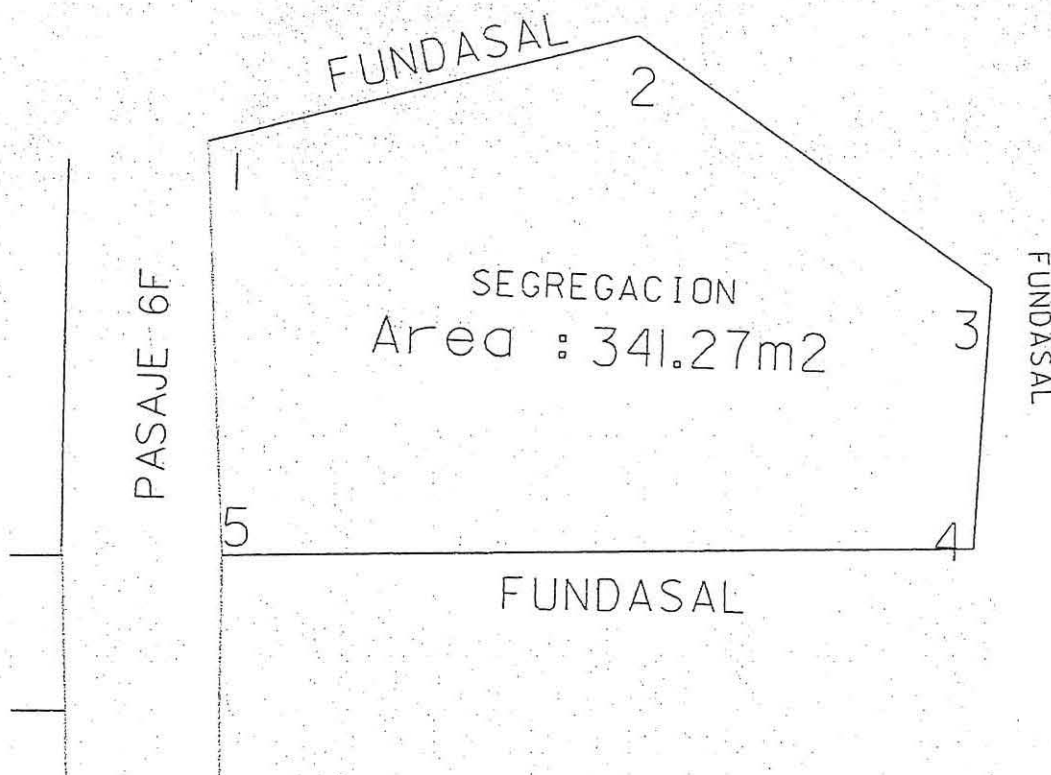 FUNDASAL
2
1
SEGREGACION
Area : 341.27m2
3
FUNDASAL
PASAJE 6F
5
4
FUNDASAL